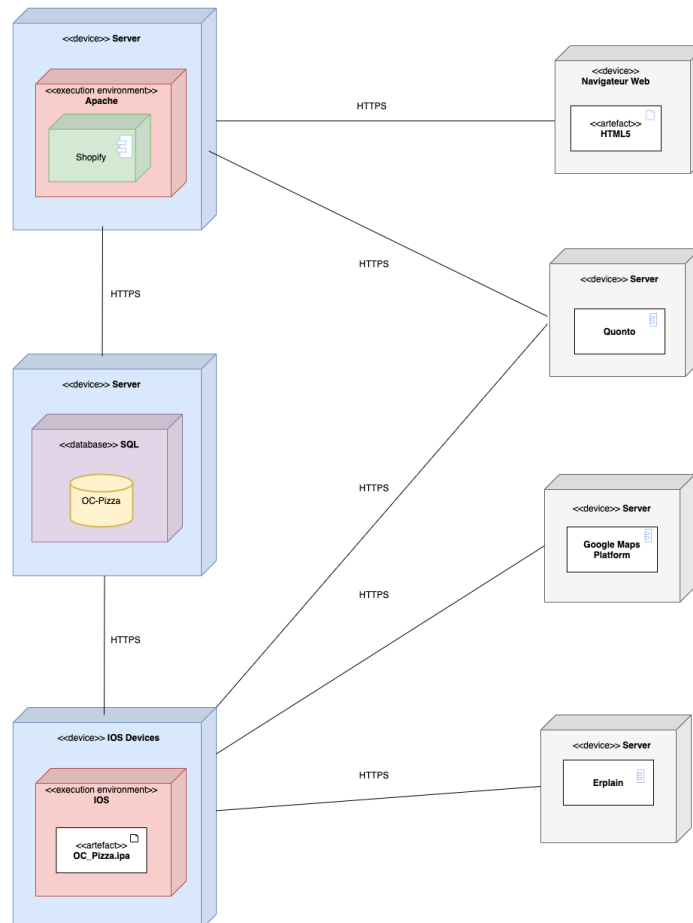 <<device>> Server
<<execution environment>>
Apache
Shopify
HTTPS
<<device>>
Navigateur Web
<<artefact>>
HTML5
HTTPS
HTTPS
<<device>> Server
Quonto
<<device>> Server
<<database>> SQL
OC-Pizza
HTTPS
<<device>> Server
Google Maps
Platform
HTTPS
HTTPS
<<device>> IOS Devices
<<execution environment>>
IOS
<<artefact>>
OC_Pizza.ipa
HTTPS
<<device>> Server
Erplain